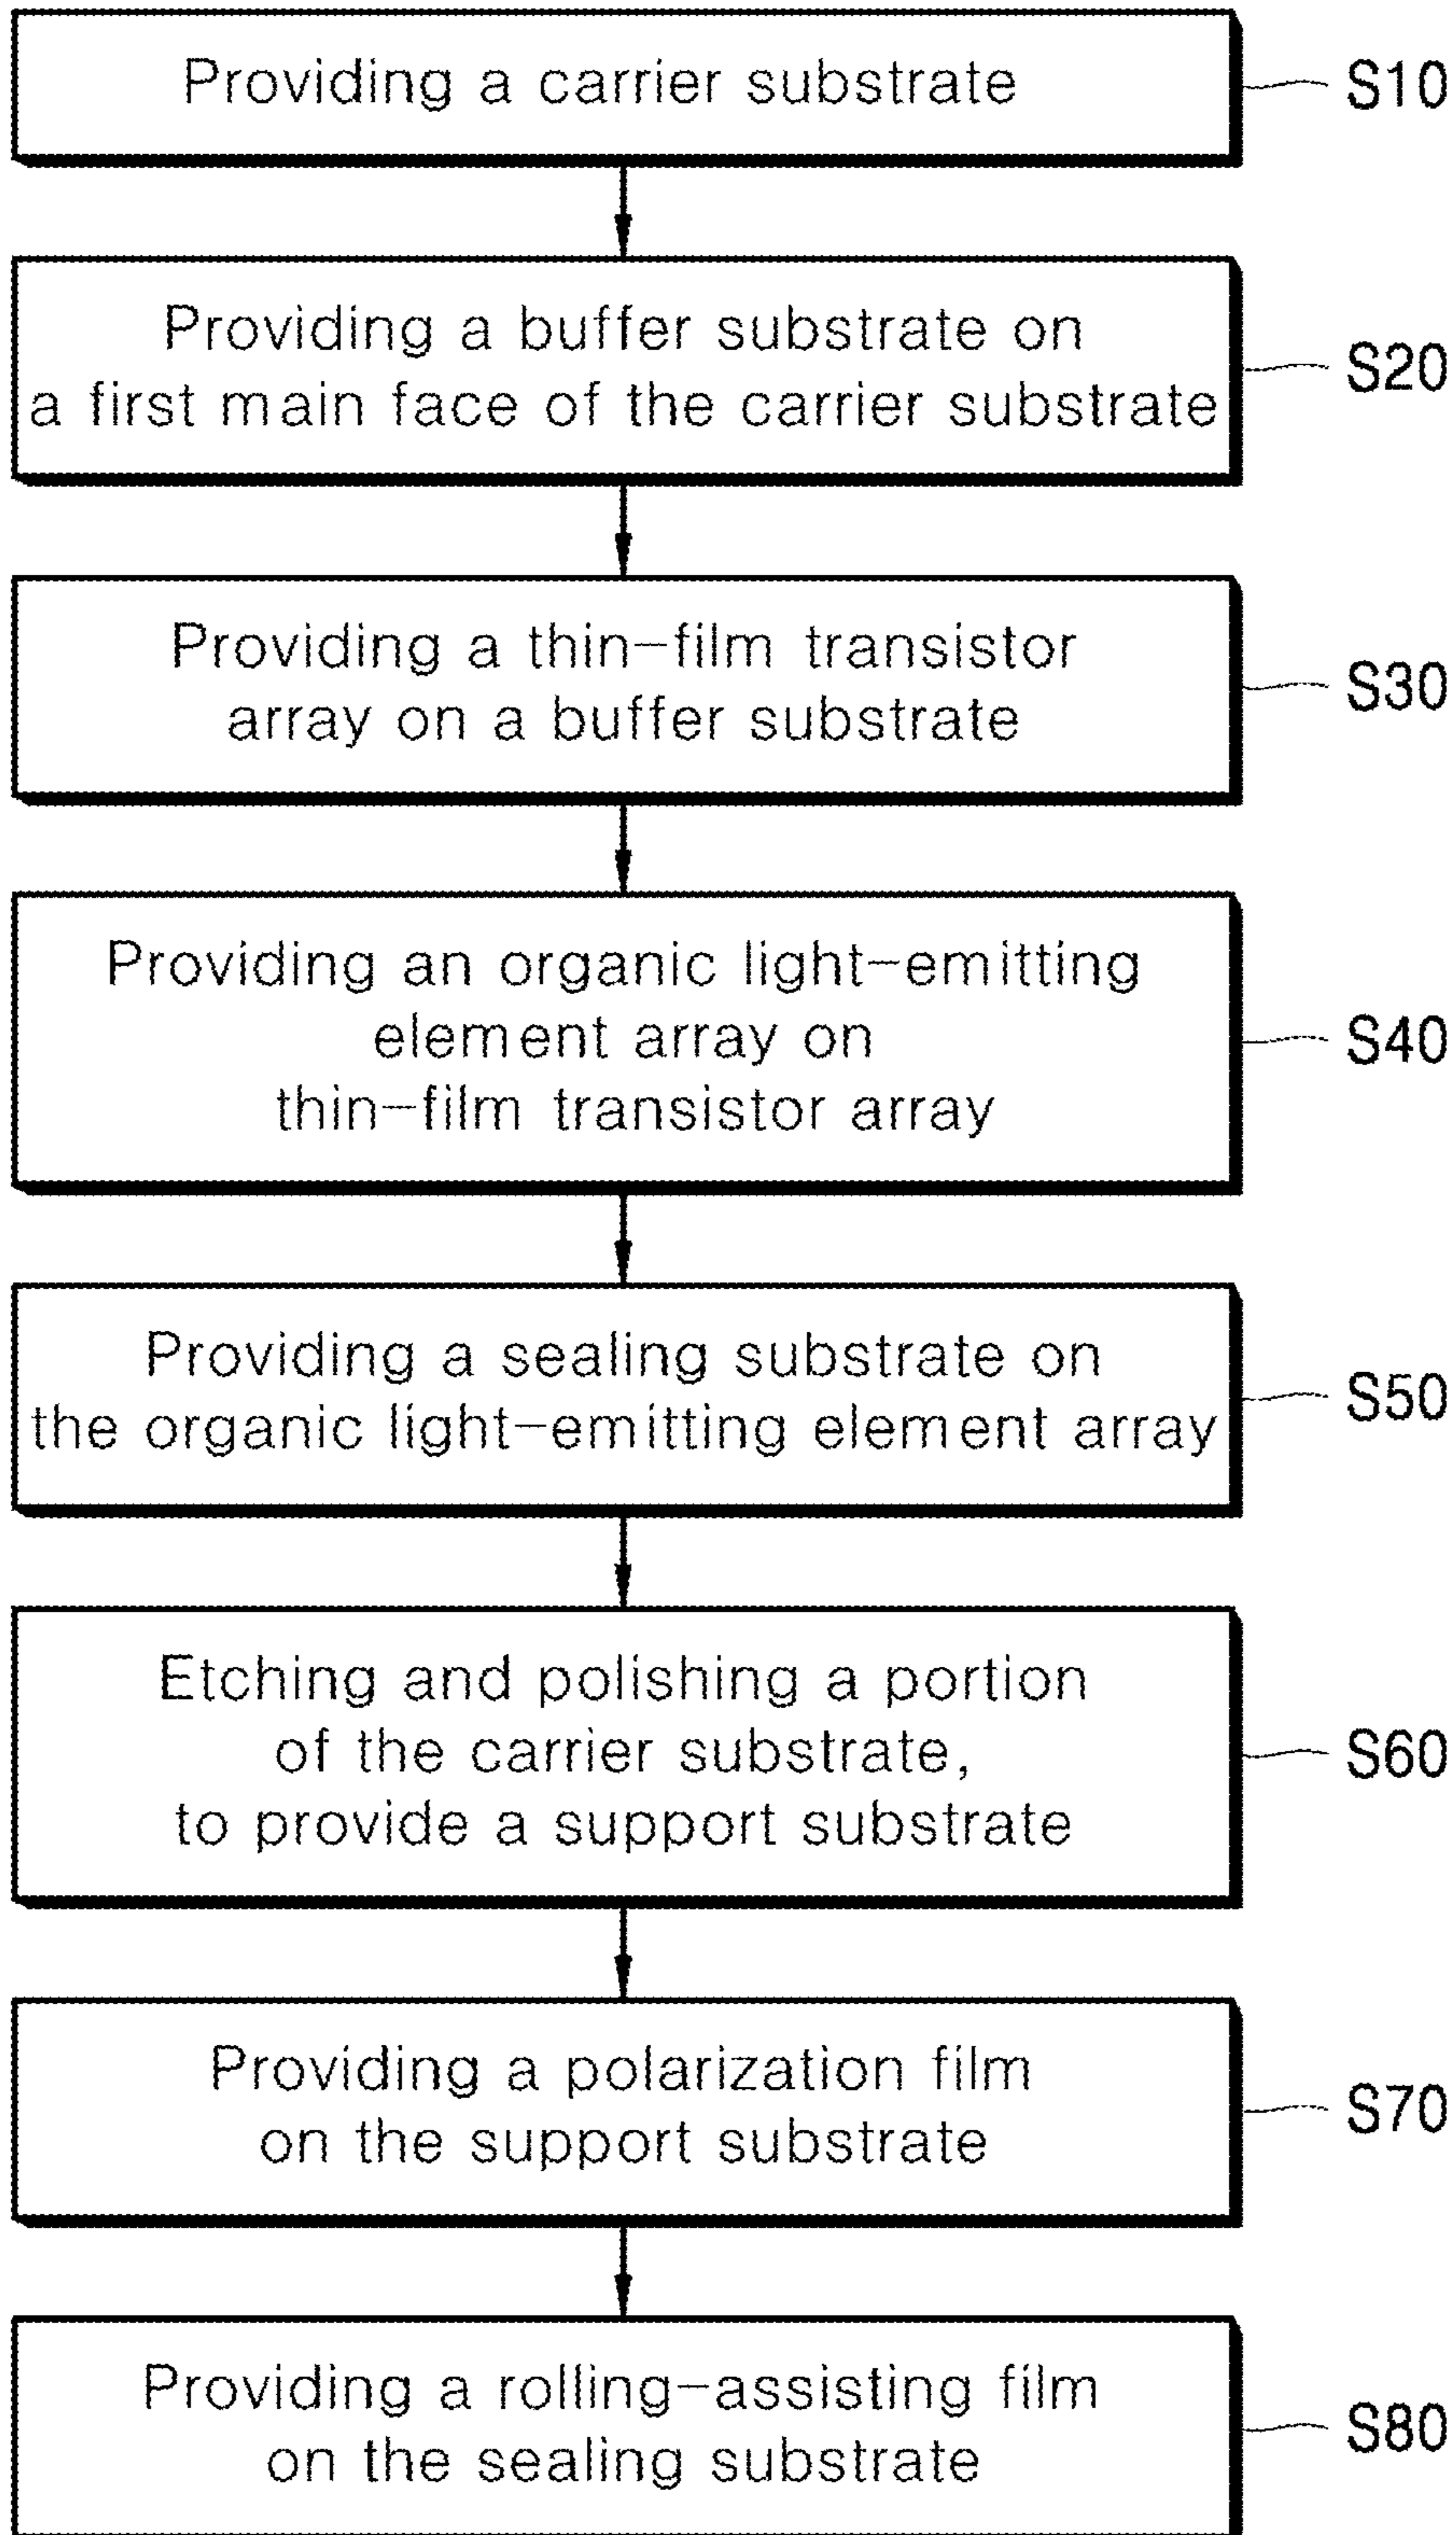 Providing a carrier substrate
S10
Providing a buffer substrate on
a first main face of the carrier substrate
S20
Providing a thin-film transistor
array on a buffer substrate
S30
Providing an organic light-emitting
element array on
thin-film transistor array
S40
Providing a sealing substrate on
the organic light-emitting element array
S50
Etching and polishing a portion
of the carrier substrate,
to provide a support substrate
S60
Providing a polarization film
on the support substrate
S70
Providing a rolling-assisting film
on the sealing substrate
S80